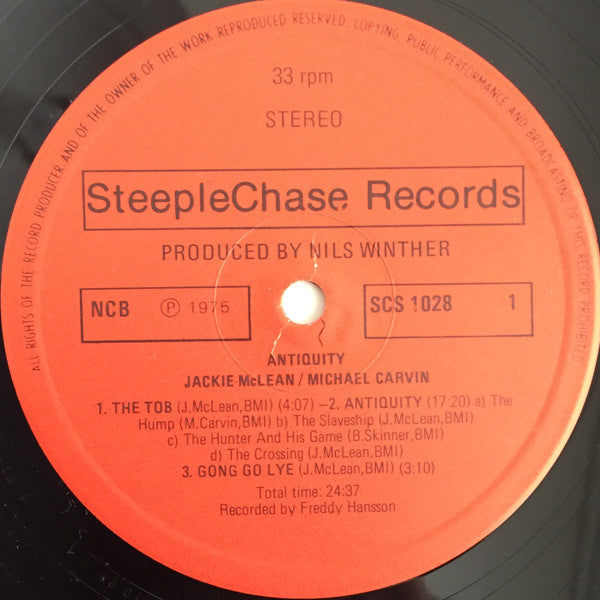 ALL RIGHTS OF THE RECORD PRODUCER AND OF THE OWNER OF THE WORK REPRODUCED RESERVED, COPYING, PUBLIC PERFORMANCE AND BROADCASTING OF THIS RECORD PROHIBITED
33 rpm
STEREO
SteepleChase Records
PRODUCED BY NILS WINTHER
NCB Ⓟ 1975 SCS 1028 1
ANTIQUITY
JACKIE McLEAN / MICHAEL CARVIN
1. THE TOB (J.McLean,BMI) (4:07) – 2. ANTIQUITY (17:20) a) The
Hump (M.Carvin,BMI) b) The Slaveship (J.McLean,BMI)
c) The Hunter And His Game (B.Skinner,BMI)
d) The Crossing (J.McLean,BMI)
3. GONG GO LYE (J.McLean,BMI) (3:10)
Total time: 24:37
Recorded by Freddy Hansson